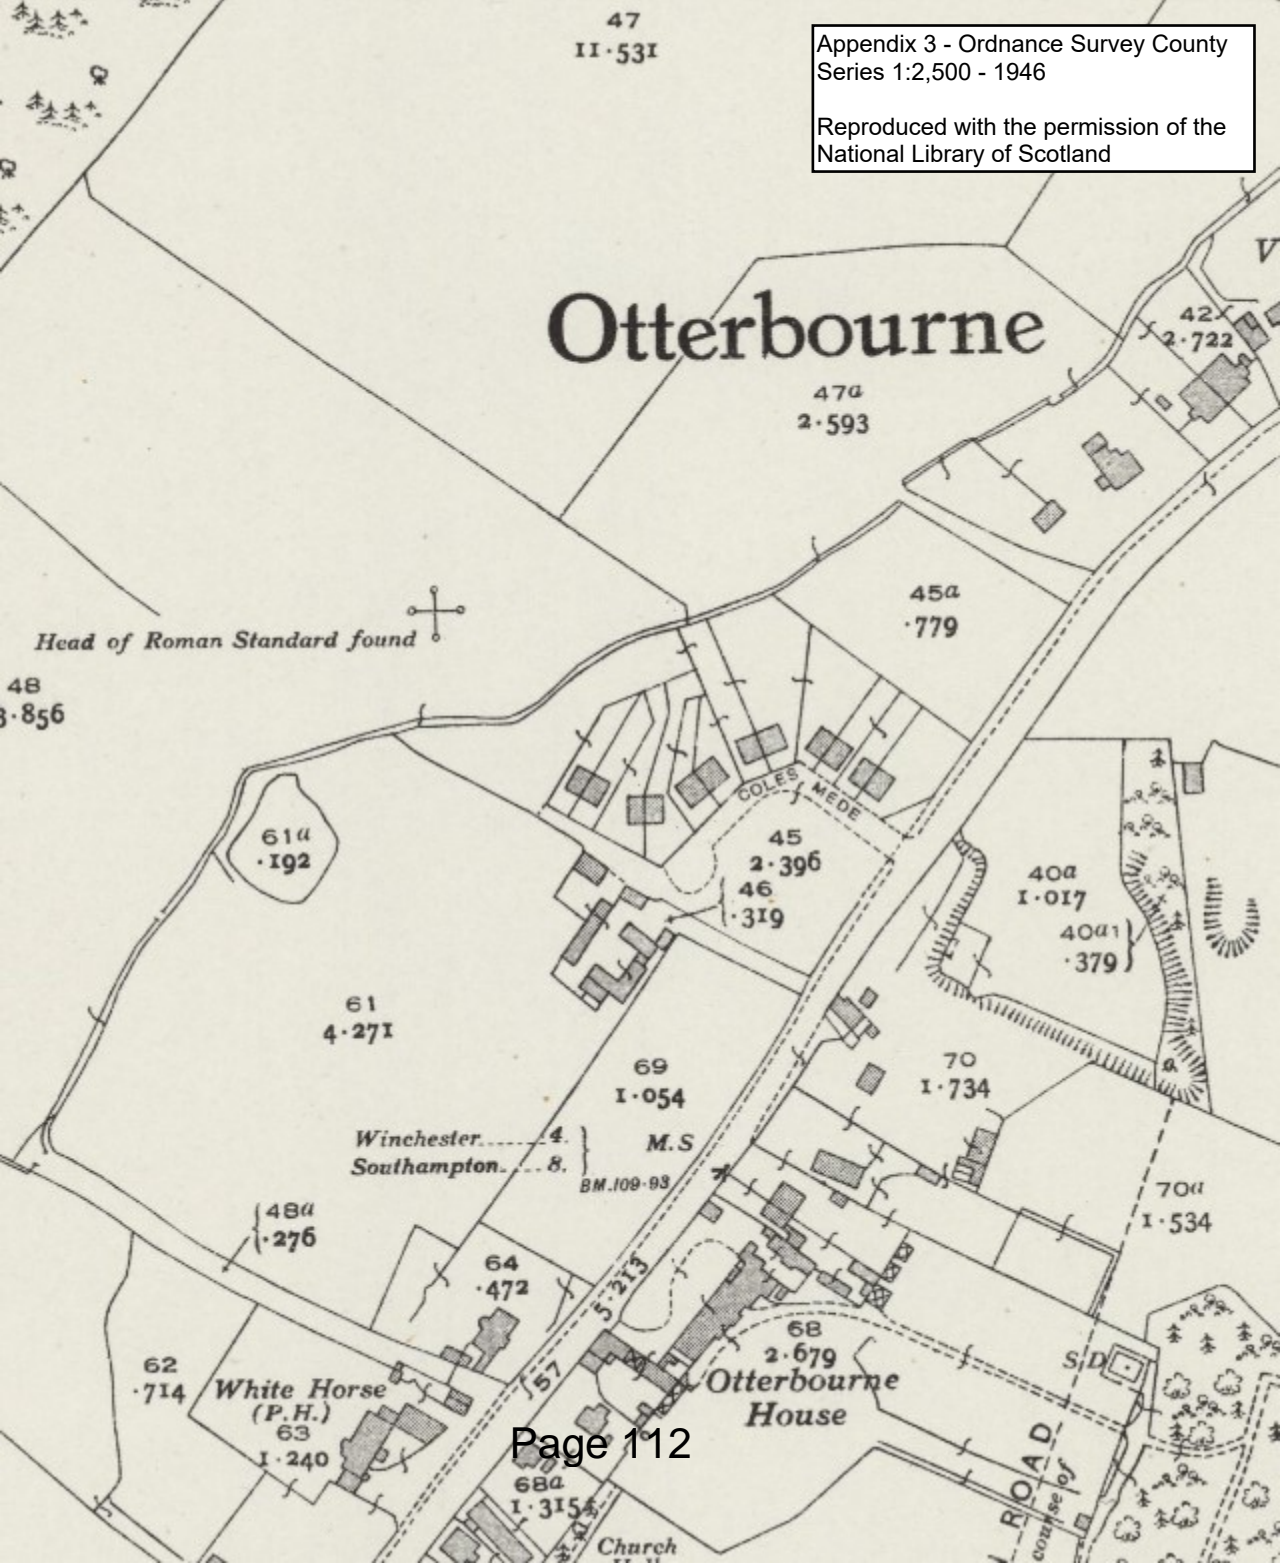 47
11·531
Appendix 3 - Ordnance Survey County
Series 1:2,500 - 1946
Reproduced with the permission of the
National Library of Scotland
V
42
2·722
Otterbourne
47a
2·593
45a
·779
Head of Roman Standard found
48
3·856
COLES MEDE
61a
·192
45
2·396
46
·319
40a
1·017
40a1
·379
61
4·271
69
1·054
70
1·734
Winchester 4.
Southampton 8.
M.S
B.M.109·93
70a
1·534
48a
·276
64
·472
5·213
57
68
2·679
S.D
62
·714
White Horse
(P.H.)
63
1·240
Otterbourne
House
Page 112
68a
1·315
ROAD
course of
Church